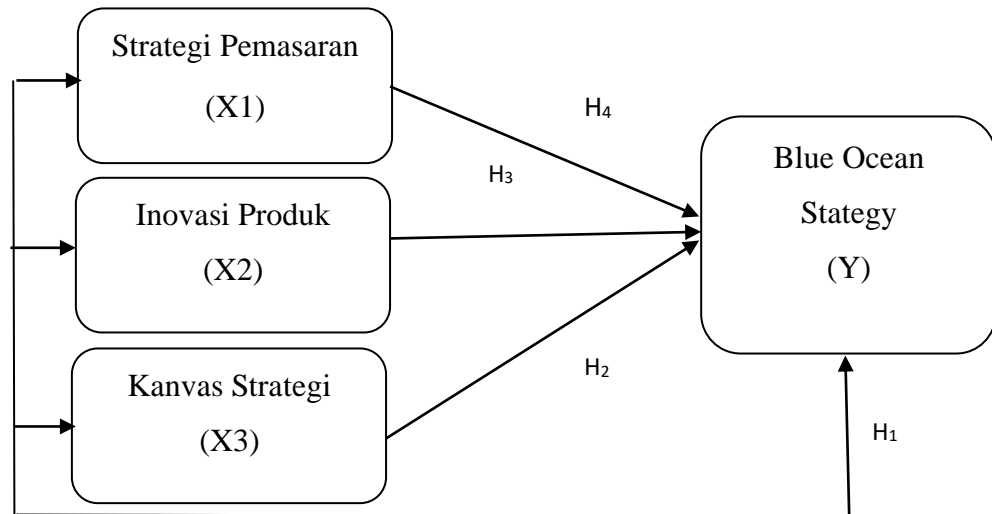 Strategi Pemasaran
(X1)
H₄
H₃
Blue Ocean
Stategy
(Y)
Inovasi Produk
(X2)
Kanvas Strategi
(X3)
H₂
H₁